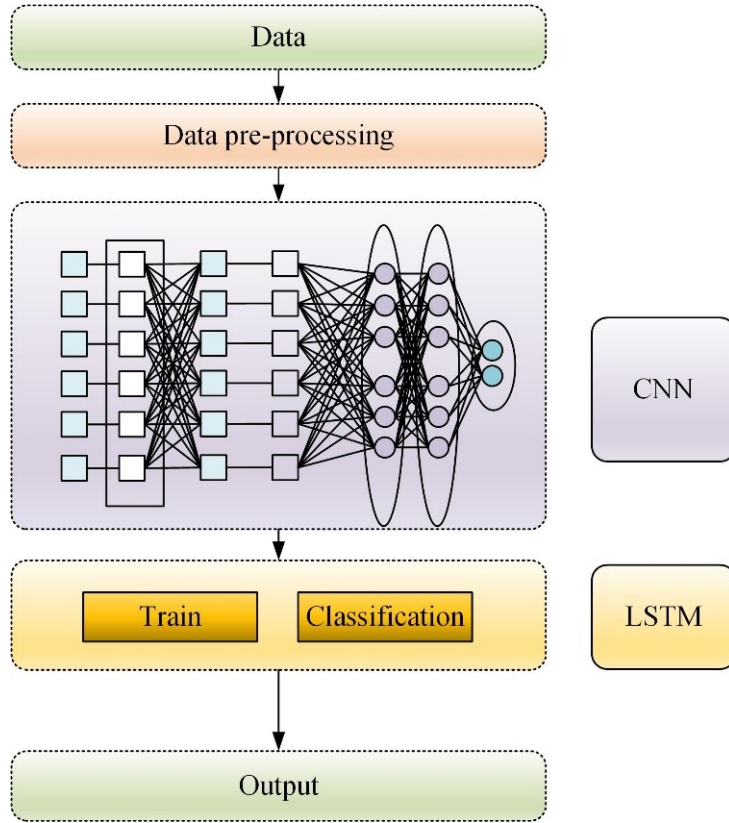 Data
Data pre-processing
CNN
Train
Classification
LSTM
Output